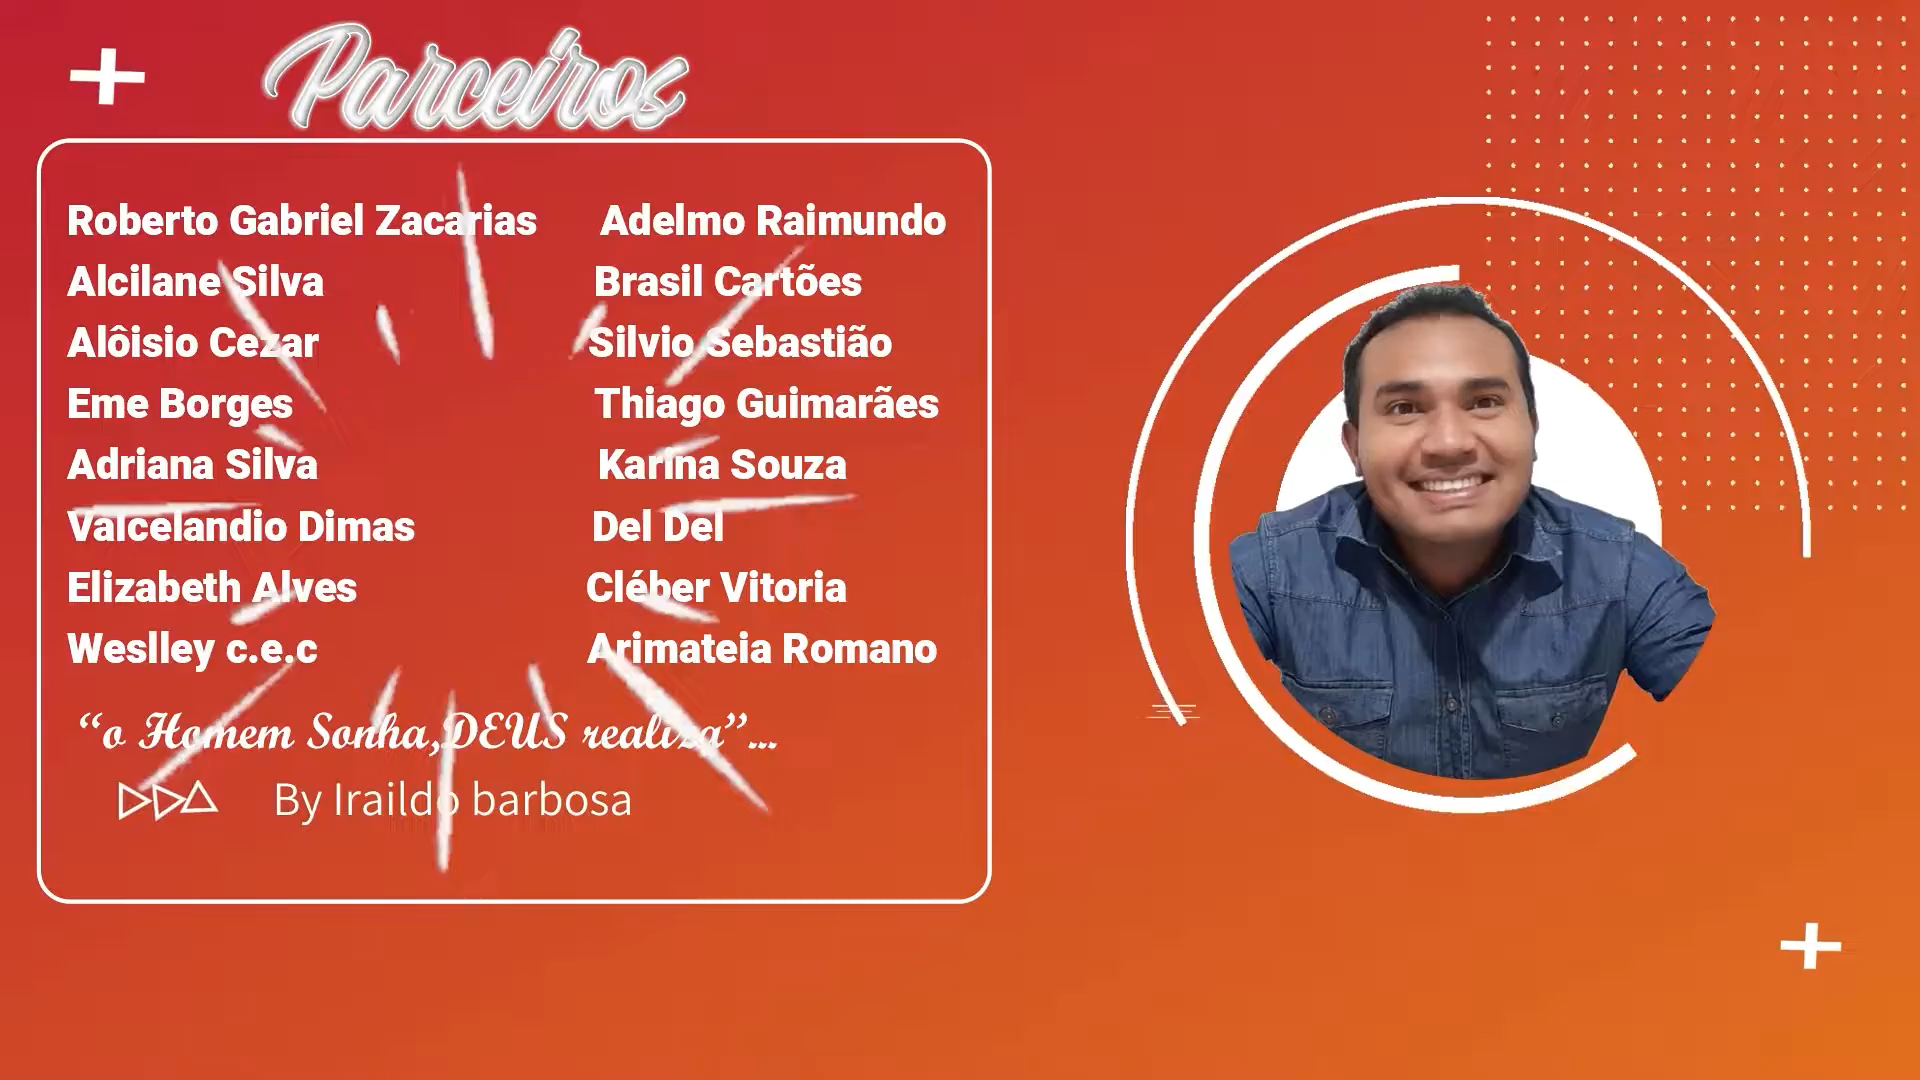 Parceiros
Roberto Gabriel Zacarias
Alcilane Silva
Alôisio Cezar
Eme Borges
Adriana Silva
Valcelandio Dimas
Elizabeth Alves
Weslley c.e.c
Adelmo Raimundo
Brasil Cartões
Silvio Sebastião
Thiago Guimarães
Karina Souza
Del Del
Cléber Vitoria
Arimateia Romano
“o Homem Sonha,DEUS realiza”...
By Iraildo barbosa